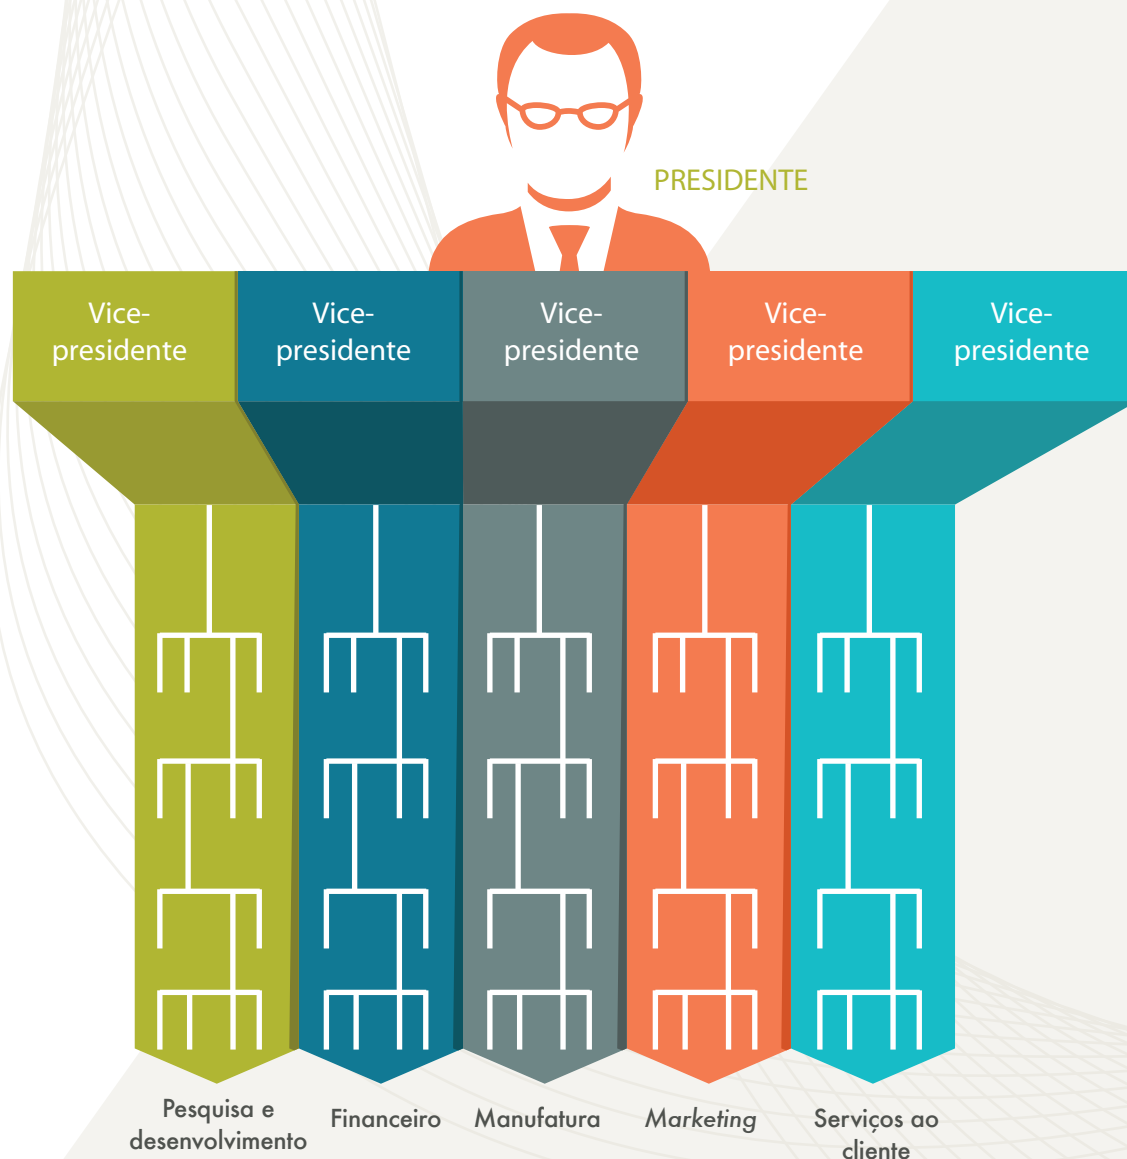 PRESIDENTE
Vice-
presidente
Vice-
presidente
Vice-
presidente
Vice-
presidente
Vice-
presidente
Pesquisa e
desenvolvimento
Financeiro
Manufatura
Marketing
Serviços ao
cliente